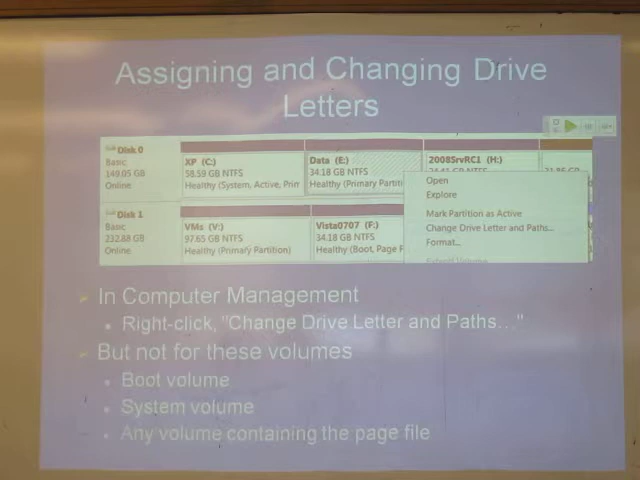 Assigning and Changing Drive
Letters
Disk 0
Basic
149.05 GB
Online
XP (C:)
58.59 GB NTFS
Healthy (System, Active, Prin
Data (E:)
34.18 GB NTFS
Healthy (Primary Partiti
2008SrvRC1 (H:)
Open
Explore
Mark Partition as Active
Change Drive Letter and Paths...
Format...
Disk 1
Basic
232.88 GB
Online
VMs (V:)
97.65 GB NTFS
Healthy (Primary Partition)
Vista0707 (F:)
34.18 GB NTFS
Healthy (Boot, Page F
In Computer Management
Right-click, "Change Drive Letter and Paths..."
But not for these volumes
Boot volume
System volume
Any volume containing the page file